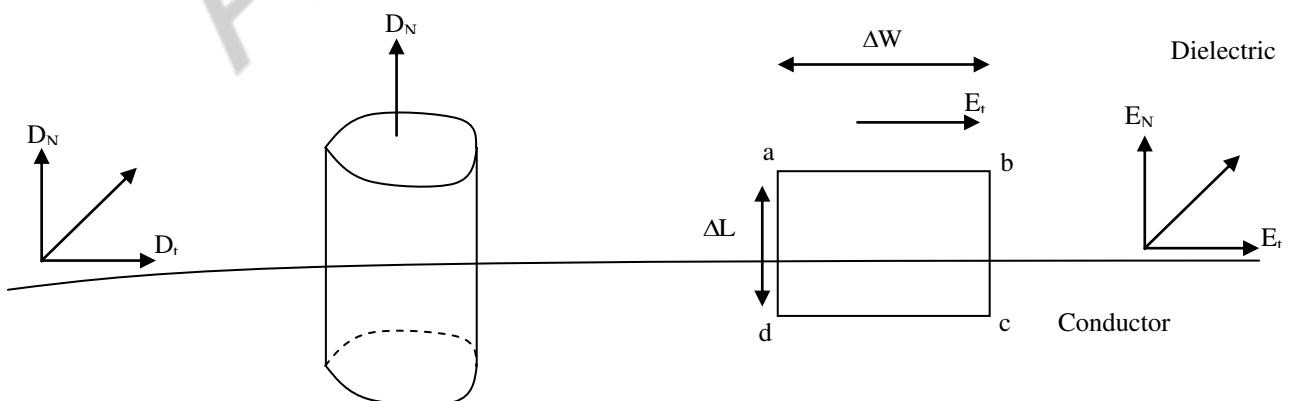 D_N
ΔW
Dielectric
E_t
D_N
E_N
a
b
ΔL
D_t
E_t
d
c
Conductor